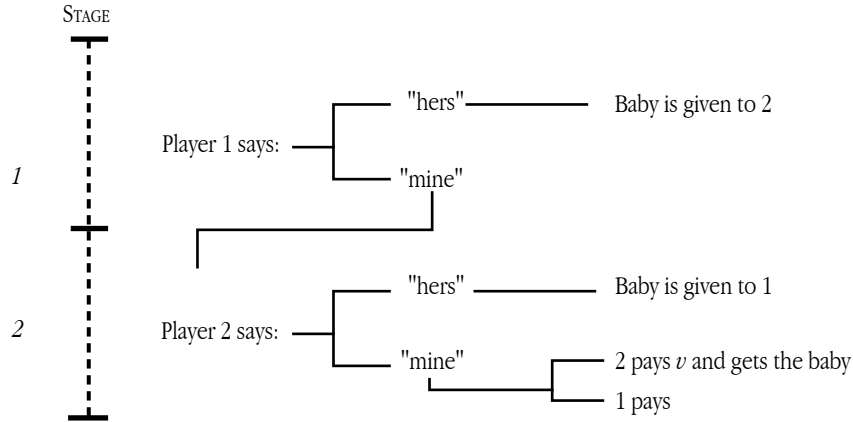 STAGE
"hers" Baby is given to 2
Player 1 says:
1
"mine"
"hers" Baby is given to 1
2
Player 2 says:
"mine" 2 pays v and gets the baby
1 pays